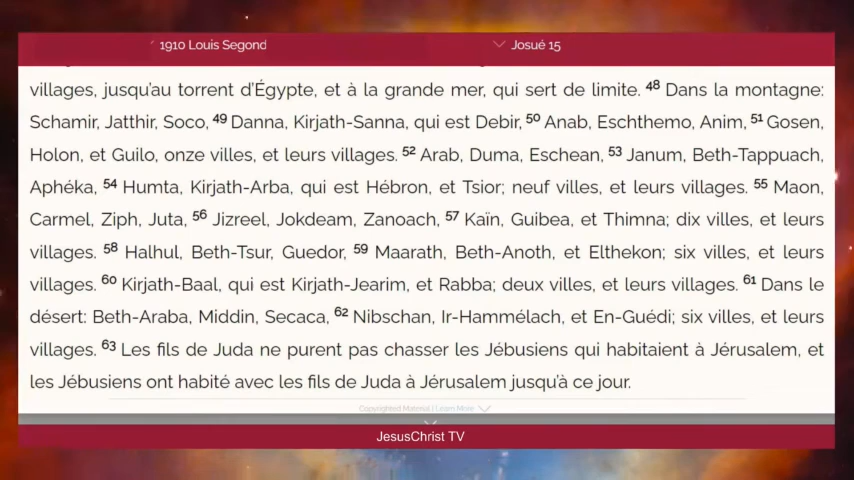 1910 Louis Segond
Josué 15
villages, jusqu'au torrent d'Égypte, et à la grande mer, qui sert de limite. 48 Dans la montagne:
Schamir, Jatthir, Soco, 49 Danna, Kirjath-Sanna, qui est Debir, 50 Anab, Eschthemo, Anim, 51 Gosen,
Holon, et Guilo, onze villes, et leurs villages. 52 Arab, Duma, Eschean, 53 Janum, Beth-Tappuach,
Aphéka, 54 Humta, Kirjath-Arba, qui est Hébron, et Tsior; neuf villes, et leurs villages. 55 Maon,
Carmel, Ziph, Juta, 56 Jizreel, Jokdeam, Zanoach, 57 Kaïn, Guibea, et Thimna; dix villes, et leurs
villages. 58 Halhul, Beth-Tsur, Guedor, 59 Maarath, Beth-Anoth, et Elthekon; six villes, et leurs
villages. 60 Kirjath-Baal, qui est Kirjath-Jearim, et Rabba; deux villes, et leurs villages. 61 Dans le
désert: Beth-Araba, Middin, Secaca, 62 Nibschan, Ir-Hammélach, et En-Guédi; six villes, et leurs
villages. 63 Les fils de Juda ne purent pas chasser les Jébusiens qui habitaient à Jérusalem, et
les Jébusiens ont habité avec les fils de Juda à Jérusalem jusqu'à ce jour.
Copyrighted Material | Learn More
JesusChrist TV